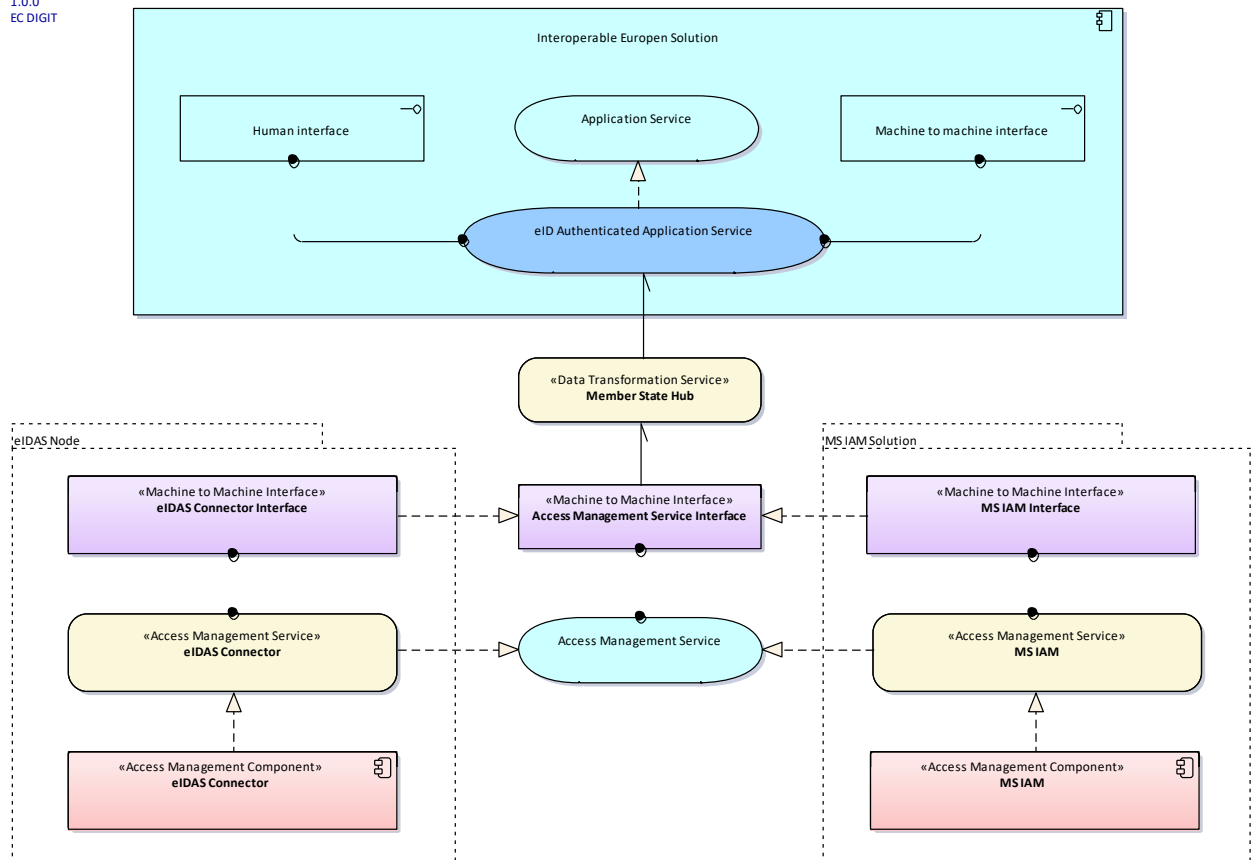 1.0.0
EC DIGIT
Interoperable Europen Solution
Human interface
Application Service
Machine to machine interface
eID Authenticated Application Service
«Data Transformation Service»
Member State Hub
eIDAS Node
MS IAM Solution
«Machine to Machine Interface»
eIDAS Connector Interface
«Machine to Machine Interface»
Access Management Service Interface
«Machine to Machine Interface»
MS IAM Interface
«Access Management Service»
eIDAS Connector
Access Management Service
«Access Management Service»
MS IAM
«Access Management Component»
eIDAS Connector
«Access Management Component»
MS IAM